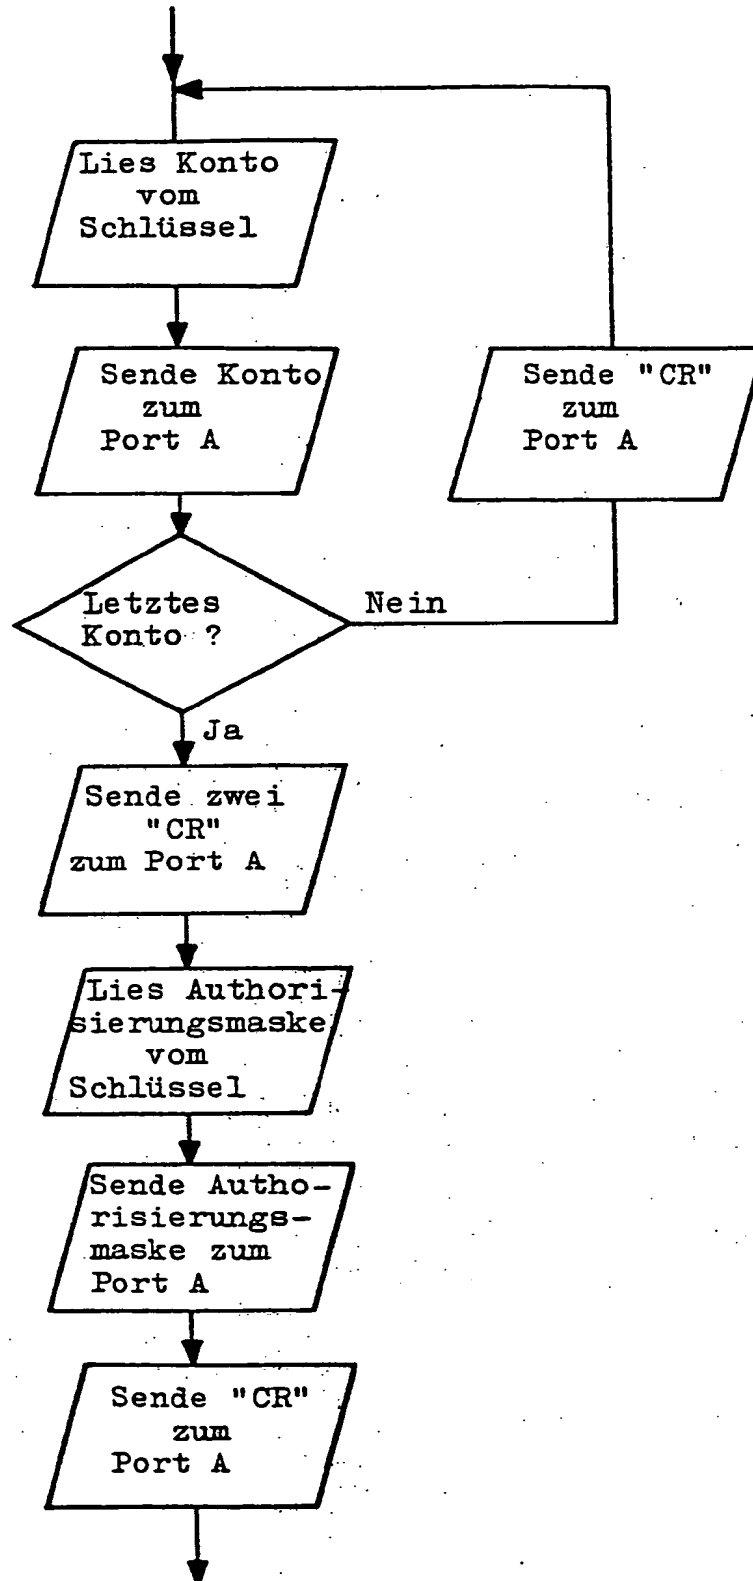 Lies Konto
vom
Schlüssel
Sende Konto
zum
Port A
Sende "CR"
zum
Port A
Letztes
Konto ?
Nein
Ja
Sende zwei
"CR"
zum Port A
Lies Authori-
sierungsmaske
vom
Schlüssel
Sende Autho-
risierungs-
maske zum
Port A
Sende "CR"
zum
Port A